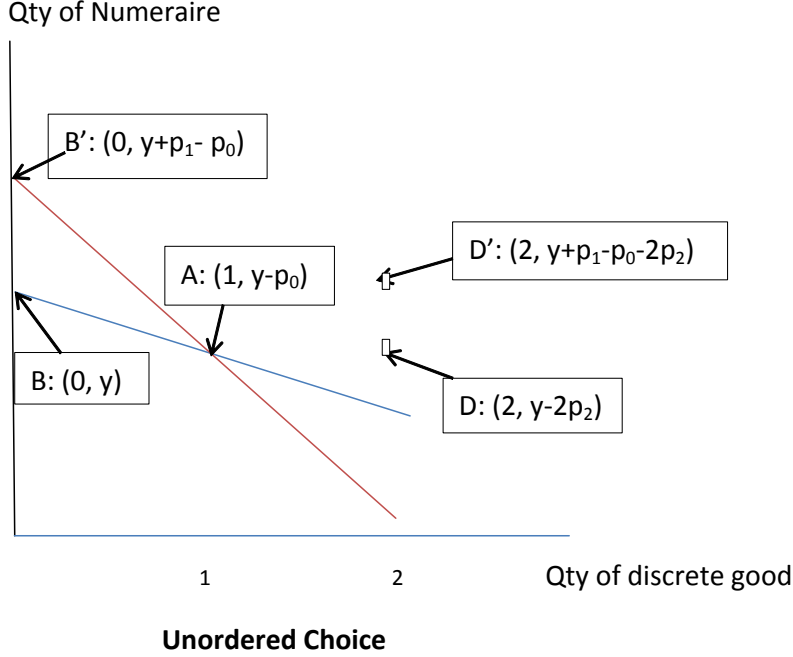 Qty of Numeraire
B’: (0, y+p₁- p₀)
D’: (2, y+p₁-p₀-2p₂)
A: (1, y-p₀)
B: (0, y)
D: (2, y-2p₂)
1
2
Qty of discrete good
Unordered Choice